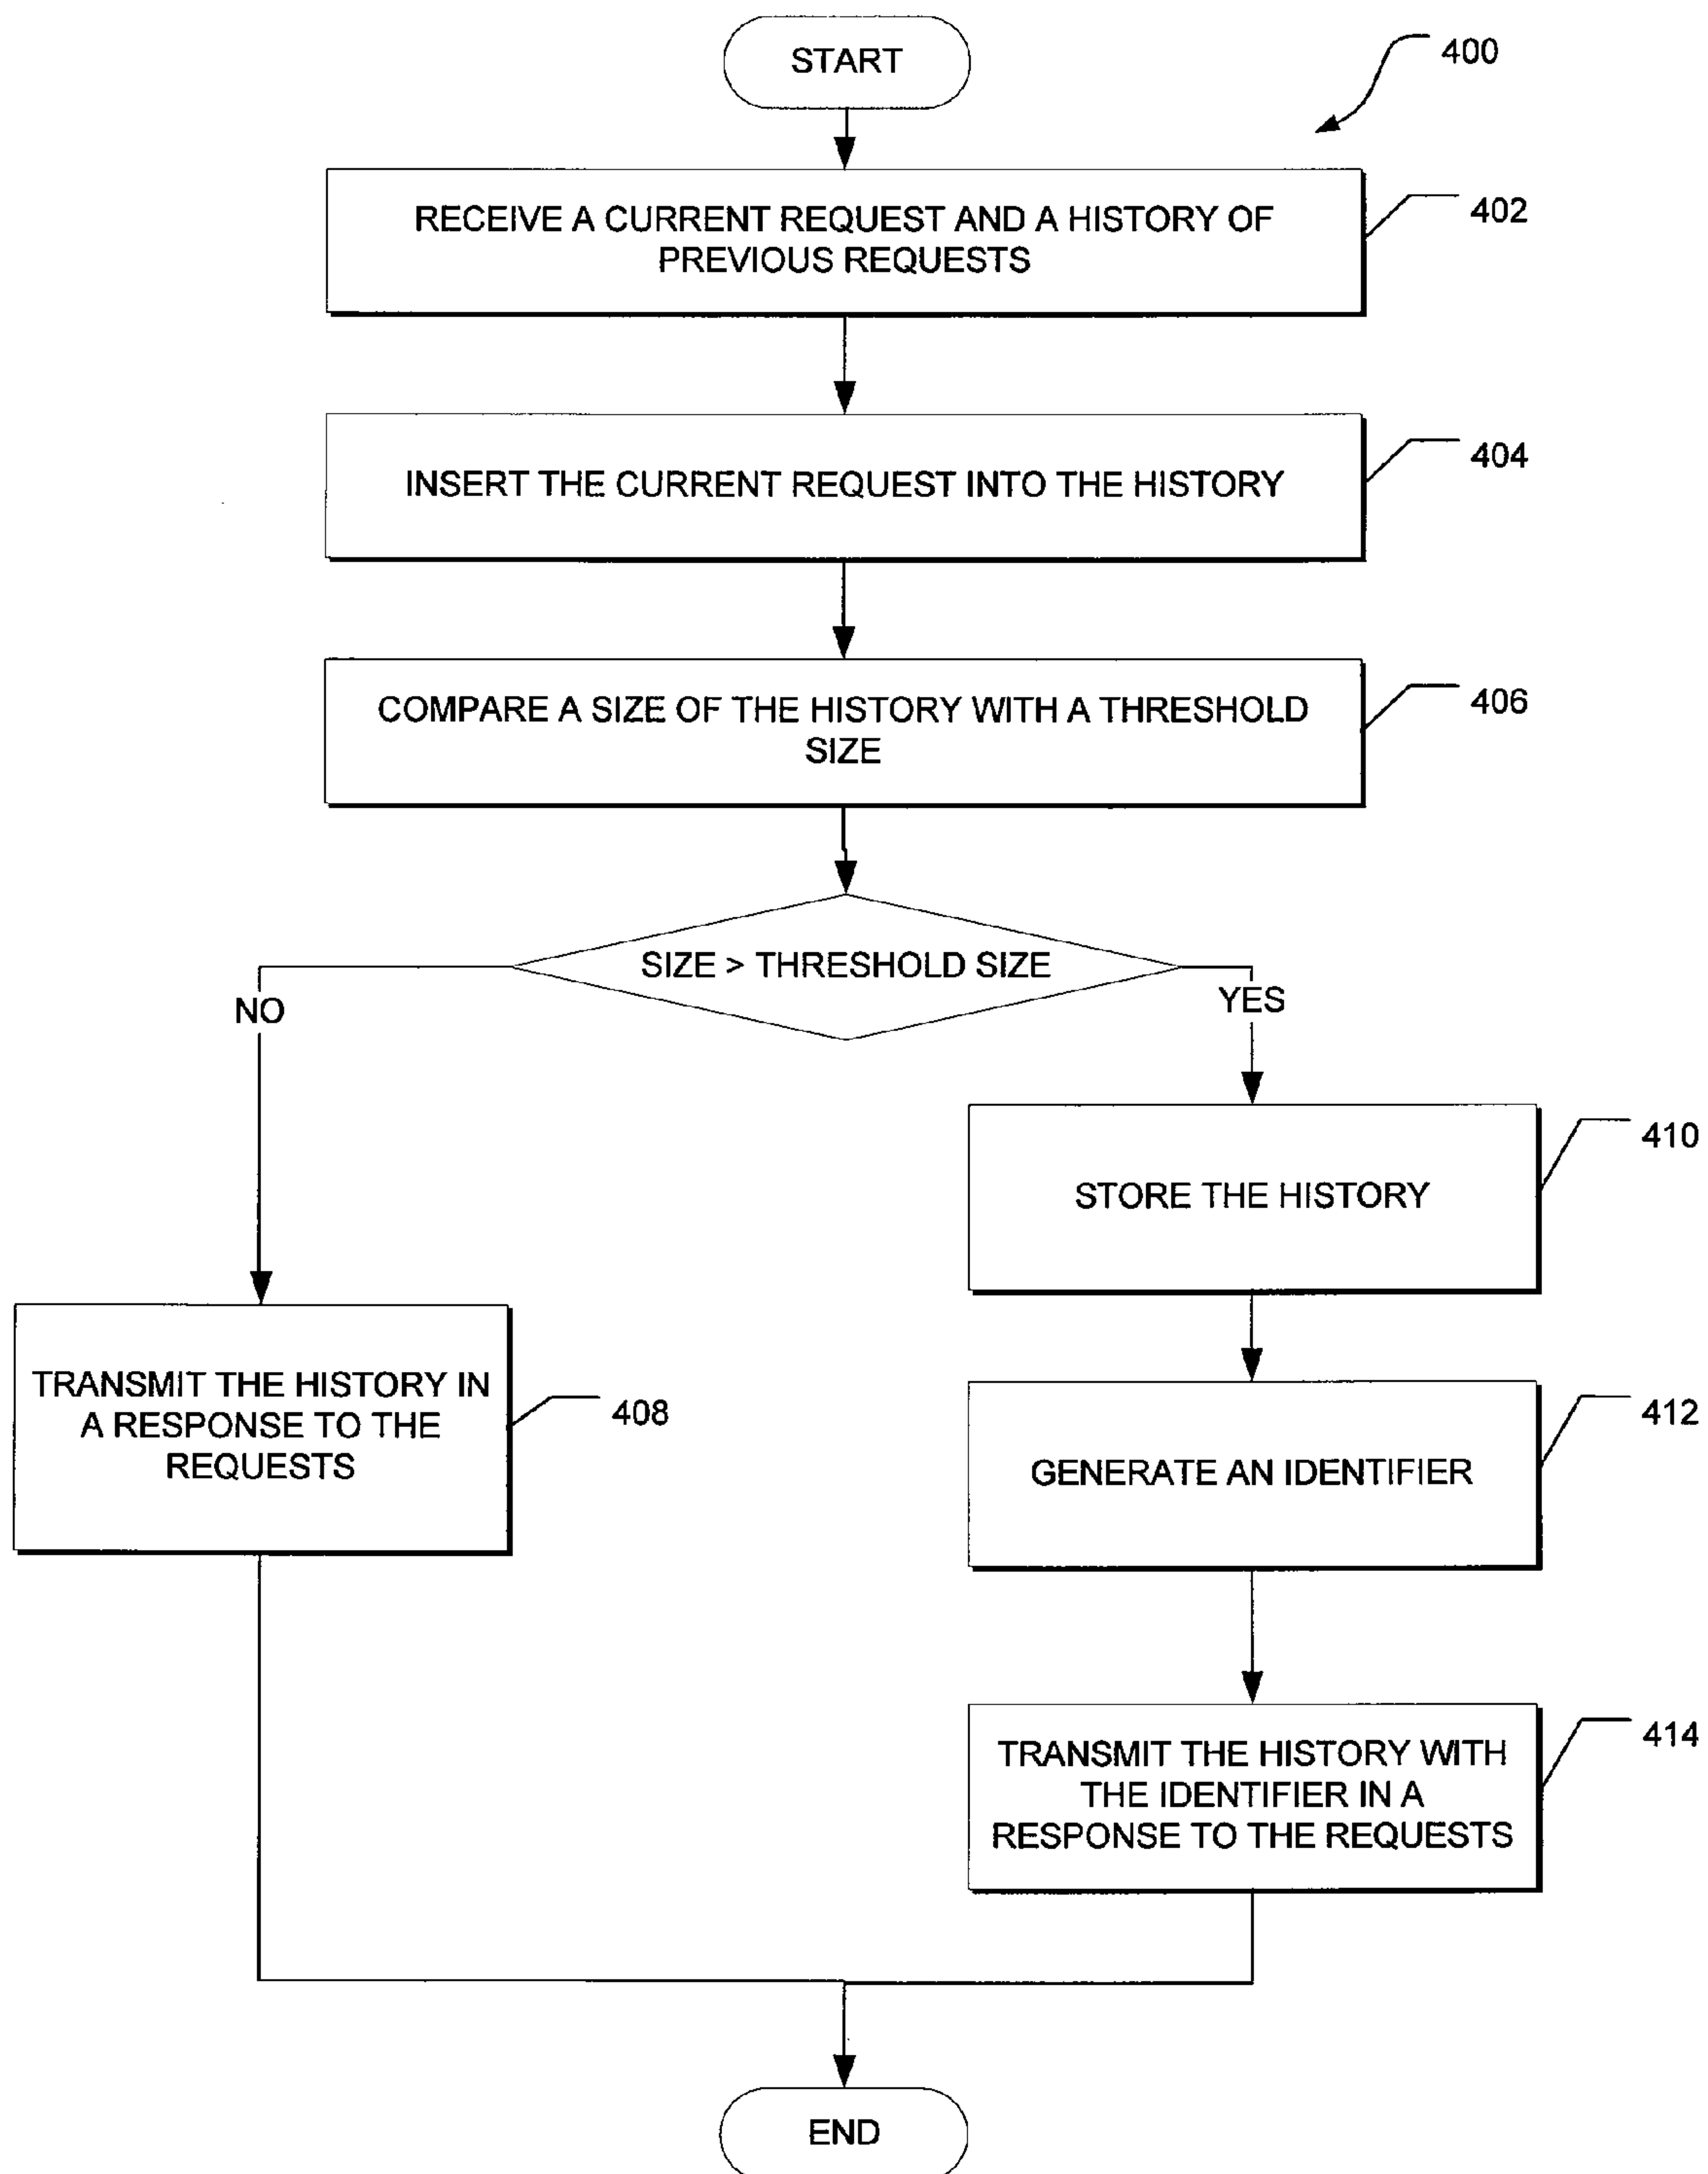 START
400
RECEIVE A CURRENT REQUEST AND A HISTORY OF
PREVIOUS REQUESTS
402
INSERT THE CURRENT REQUEST INTO THE HISTORY
404
COMPARE A SIZE OF THE HISTORY WITH A THRESHOLD
SIZE
406
SIZE > THRESHOLD SIZE
NO
YES
STORE THE HISTORY
410
TRANSMIT THE HISTORY IN
A RESPONSE TO THE
REQUESTS
408
GENERATE AN IDENTIFIER
412
TRANSMIT THE HISTORY WITH
THE IDENTIFIER IN A
RESPONSE TO THE REQUESTS
414
END